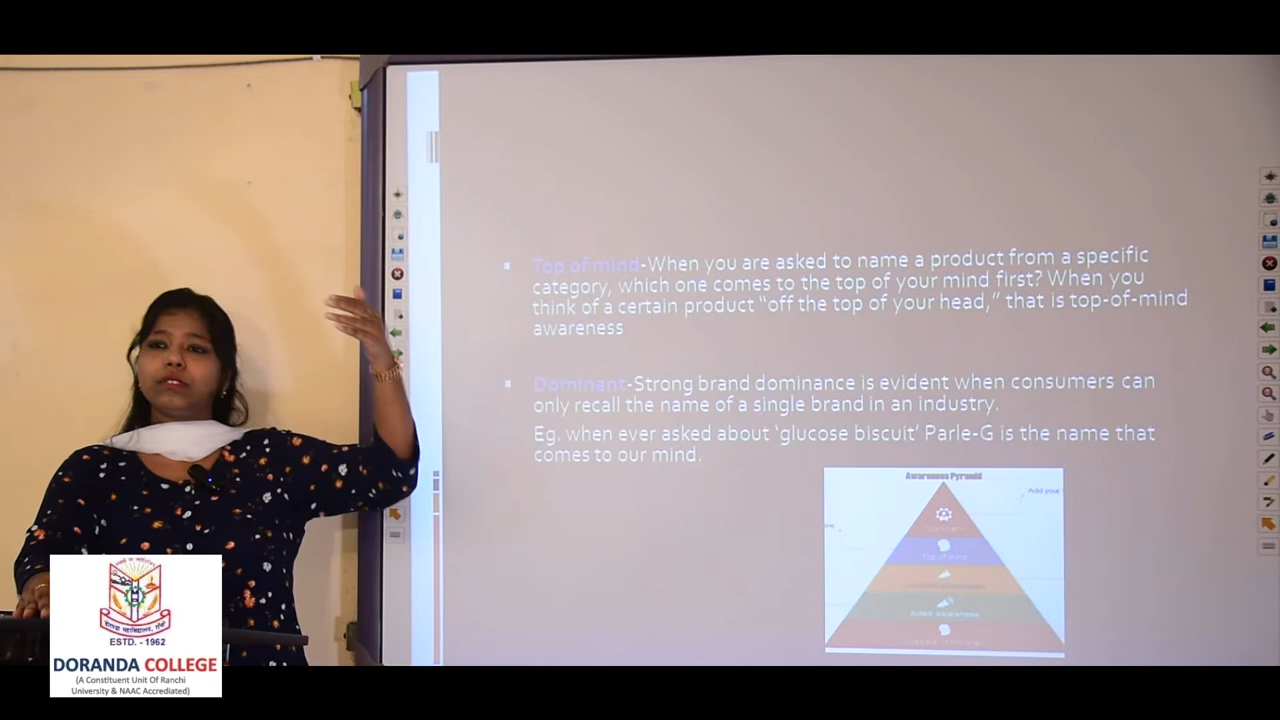 Top of mind-When you are asked to name a product from a specific
category, which one comes to the top of your mind first? When you
think of a certain product “off the top of your head,” that is top-of-mind
awareness
Dominant-Strong brand dominance is evident when consumers can
only recall the name of a single brand in an industry.
Eg. when ever asked about ‘glucose biscuit’ Parle-G is the name that
comes to our mind.
Awareness Pyramid
Add your
Dominant
Top of mind
Aided awareness
ESTD. - 1962
DORANDA COLLEGE
(A Constituent Unit Of Ranchi
University & NAAC Accredited)